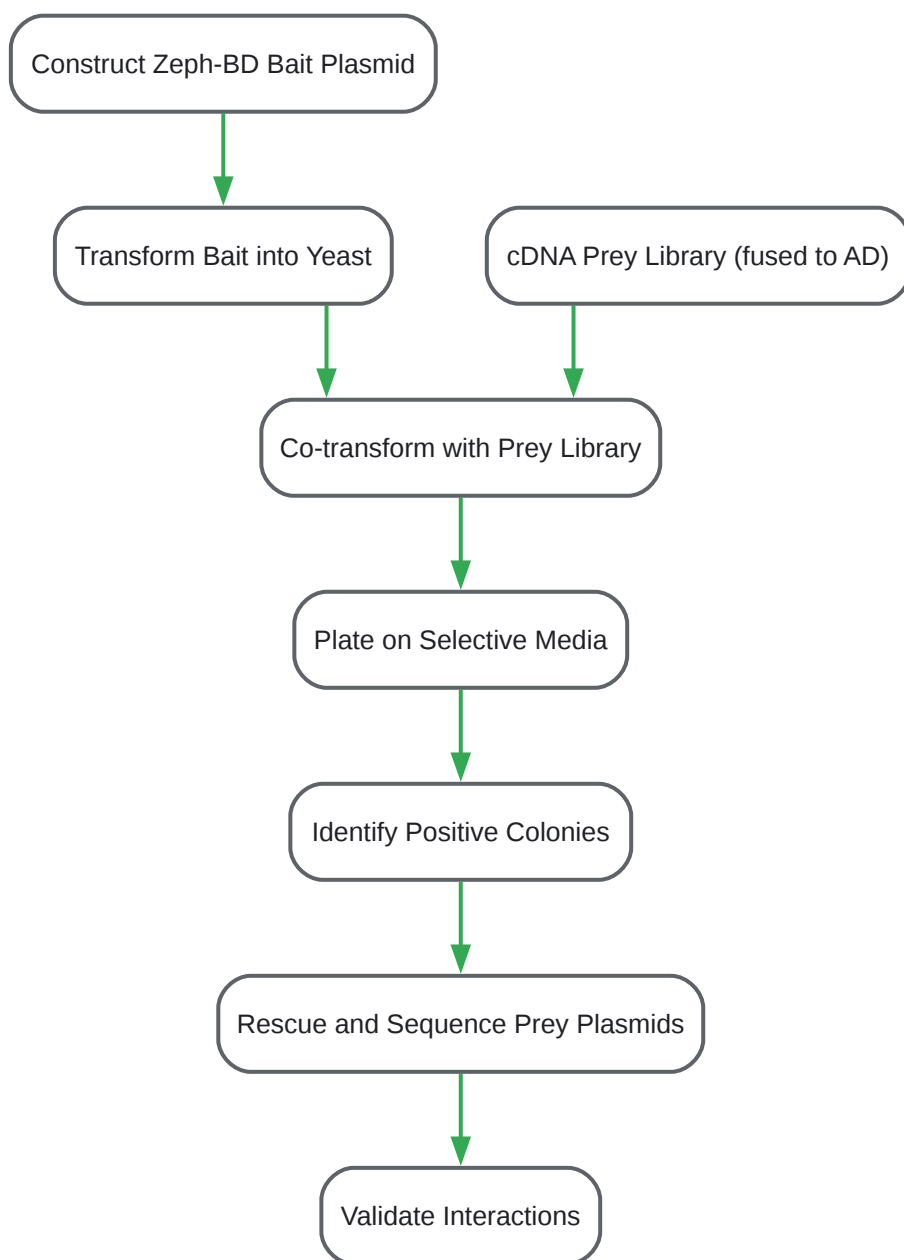 Construct Zeph-BD Bait Plasmid
Transform Bait into Yeast
cDNA Prey Library (fused to AD)
Co-transform with Prey Library
Plate on Selective Media
Identify Positive Colonies
Rescue and Sequence Prey Plasmids
Validate Interactions